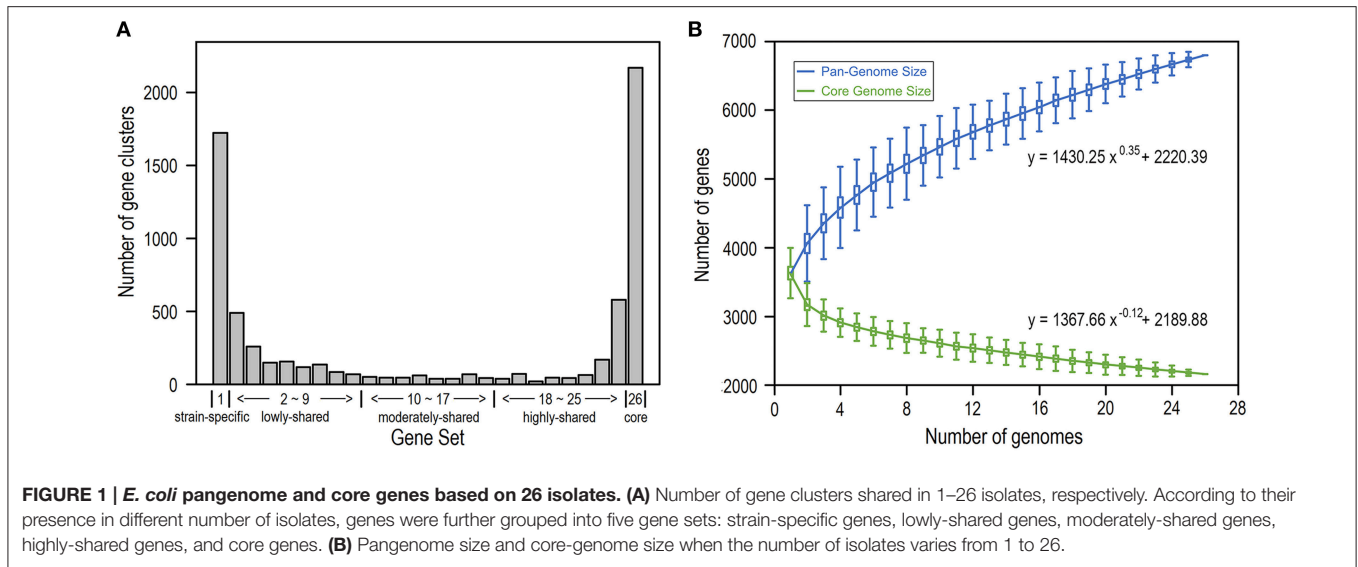 A
Number of gene clusters
2000
1500
1000
500
0
|1| <— 2 ~ 9 —> |<— 10 ~ 17 —>|<— 18 ~ 25 —> |26|
strain-specific lowly-shared moderately-shared highly-shared core
Gene Set
B
Number of genes
7000
6000
5000
4000
3000
2000
Pan-Genome Size
Core Genome Size
y = 1430.25 x^0.35 + 2220.39
y = 1367.66 x^-0.12 + 2189.88
0 4 8 12 16 20 24 28
Number of genomes
FIGURE 1 | E. coli pangenome and core genes based on 26 isolates. (A) Number of gene clusters shared in 1–26 isolates, respectively. According to their
presence in different number of isolates, genes were further grouped into five gene sets: strain-specific genes, lowly-shared genes, moderately-shared genes,
highly-shared genes, and core genes. (B) Pangenome size and core-genome size when the number of isolates varies from 1 to 26.